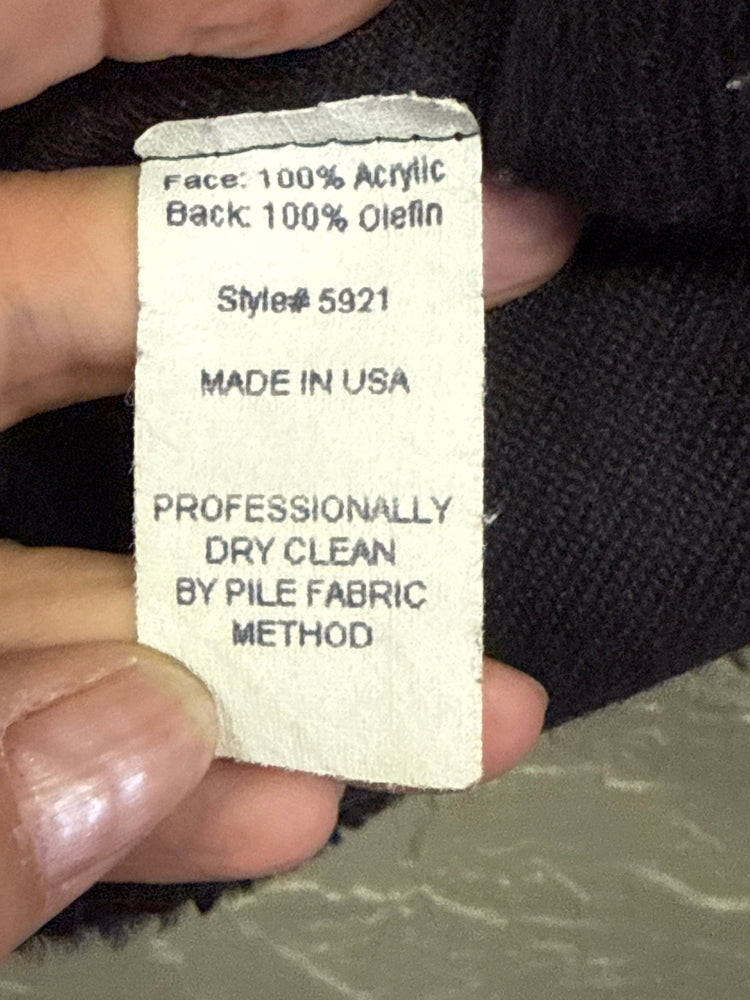 Face: 100% Acrylic
Back: 100% Olefin
Style# 5921
MADE IN USA
PROFESSIONALLY
DRY CLEAN
BY PILE FABRIC
METHOD